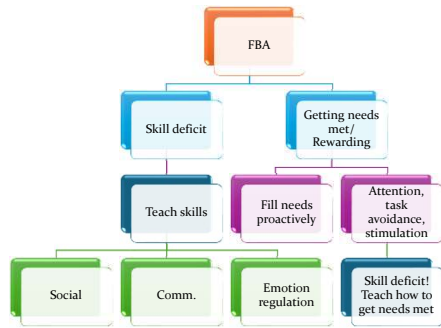 FBA
Skill deficit
Getting needs
met/
Rewarding
Teach skills
Fill needs
proactively
Attention,
task
avoidance,
stimulation
Social
Comm.
Emotion
regulation
Skill deficit!
Teach how to
get needs met